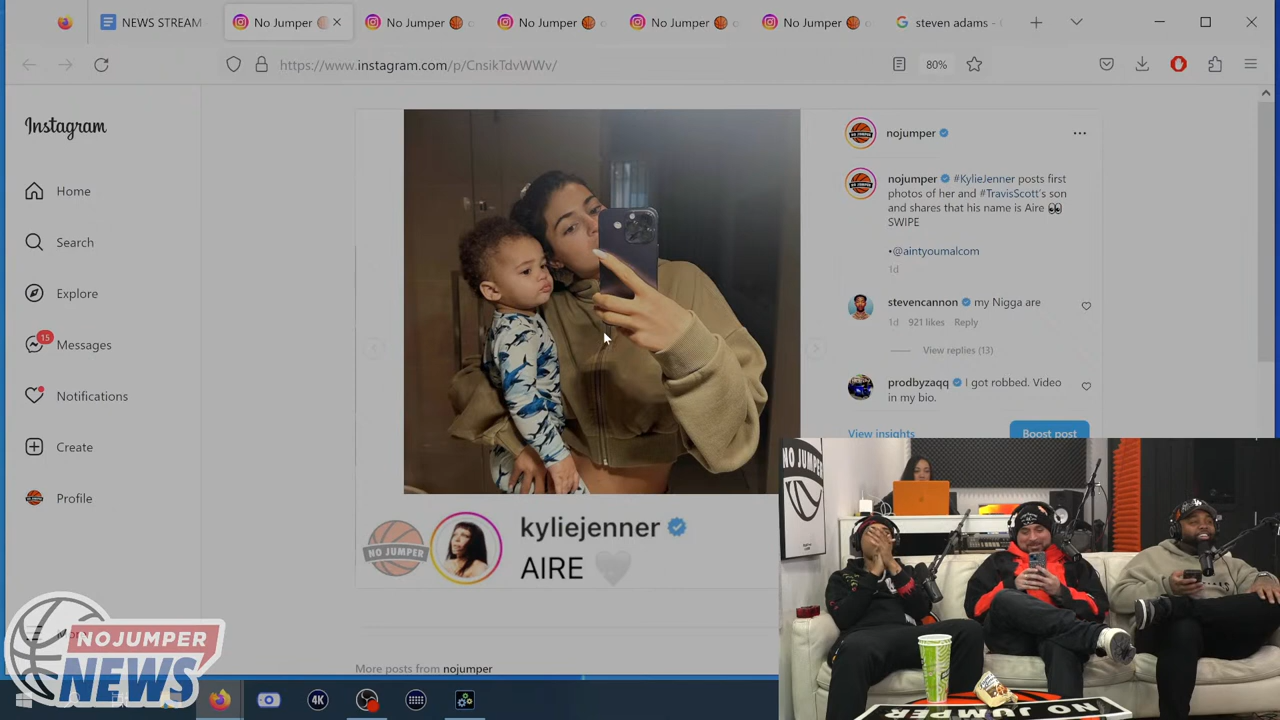 NEWS STREAM
No Jumper
No Jumper
No Jumper
No Jumper
No Jumper
steven adams -
https://www.instagram.com/p/CnsikTdvWWv/
80%
Instagram
Home
Search
Explore
15
Messages
Notifications
Create
Profile
nojumper
nojumper #KylieJenner posts first
photos of her and #TravisScott's son
and shares that his name is Aire 👀
SWIPE
•@aintyoumalcom
1d
stevencannon my Nigga are
1d 921 likes Reply
View replies (13)
prodbyzaqq I got robbed. Video
in my bio.
View insights
Boost post
NO JUMPER
kyliejenner
AIRE 🤍
More posts from nojumper
NOJUMPER
NEWS
4K
NO JUMPER
NO JUMPER